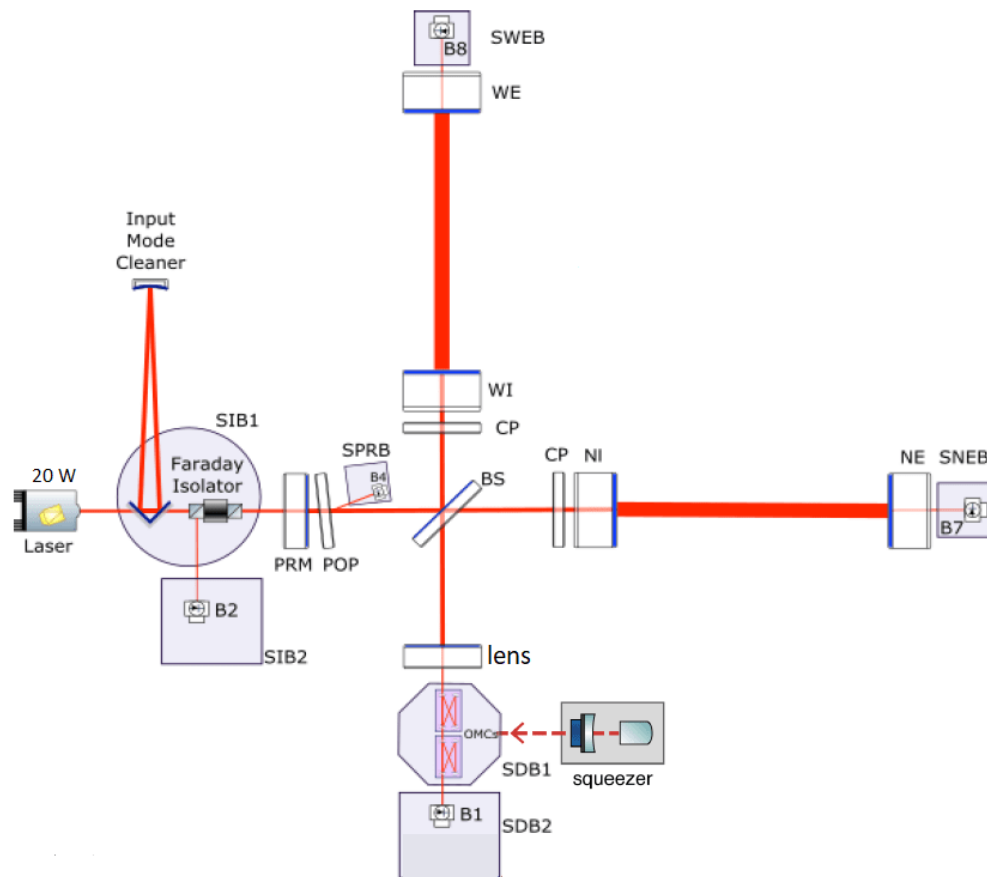 B8
SWEB
WE
Input
Mode
Cleaner
WI
CP
SIB1
SPRB
B4
CP
NI
NE
SNEB
Faraday
Isolator
BS
20 W
B7
Laser
PRM
POP
B2
SIB2
lens
OMCs
SDB1
squeezer
B1
SDB2